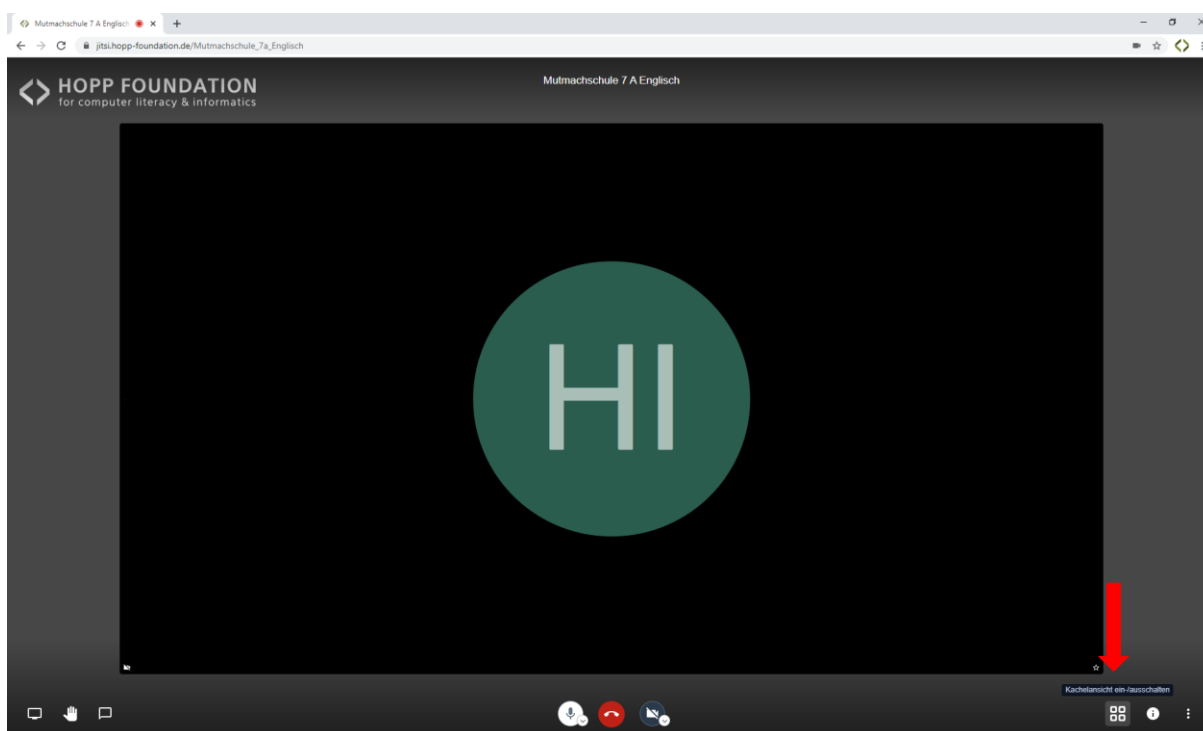 Mutmachschule 7 A Englisch
jitsi.hopp-foundation.de/Mutmachschule_7a_Englisch
HOPP FOUNDATION
for computer literacy & informatics
Mutmachschule 7 A Englisch
HI
Kachelansicht ein-/ausschalten